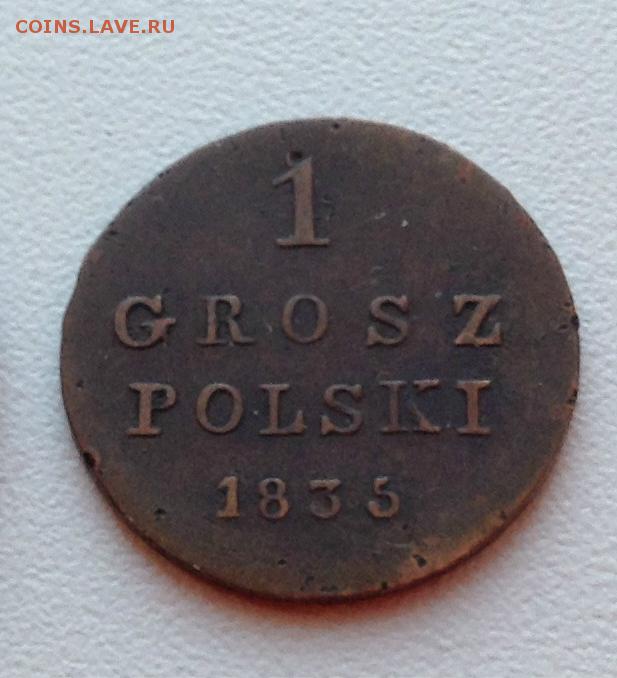 COINS.LAVE.RU
1
GROSZ
POLSKI
1835